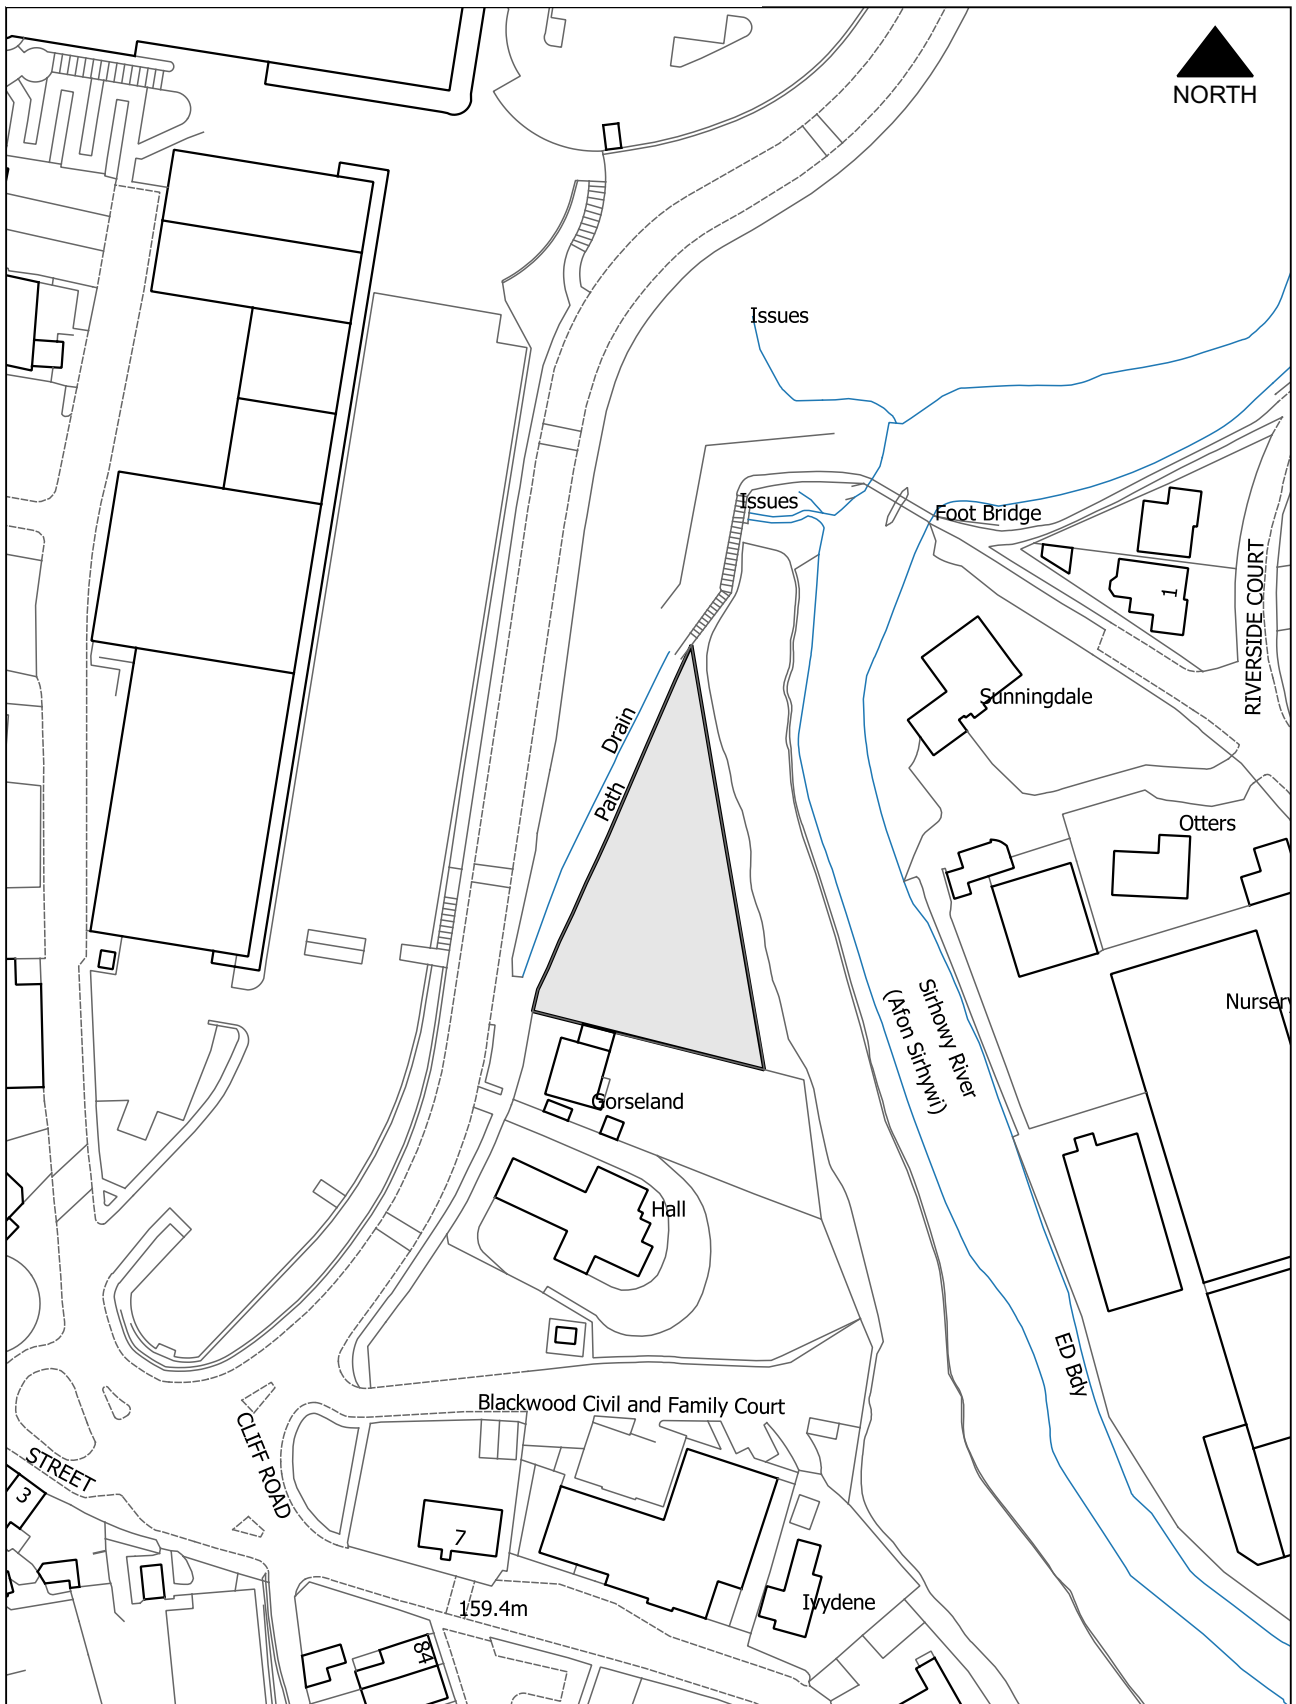 NORTH
Issues
Issues
Foot Bridge
1
RIVERSIDE COURT
Sunningdale
Drain
Path
Otters
Nursery
Sirhowy River
(Afon Sirhywi)
Gorseland
Hall
ED Bdy
Blackwood Civil and Family Court
CLIFF ROAD
STREET
3
7
Ivydene
159.4m
84